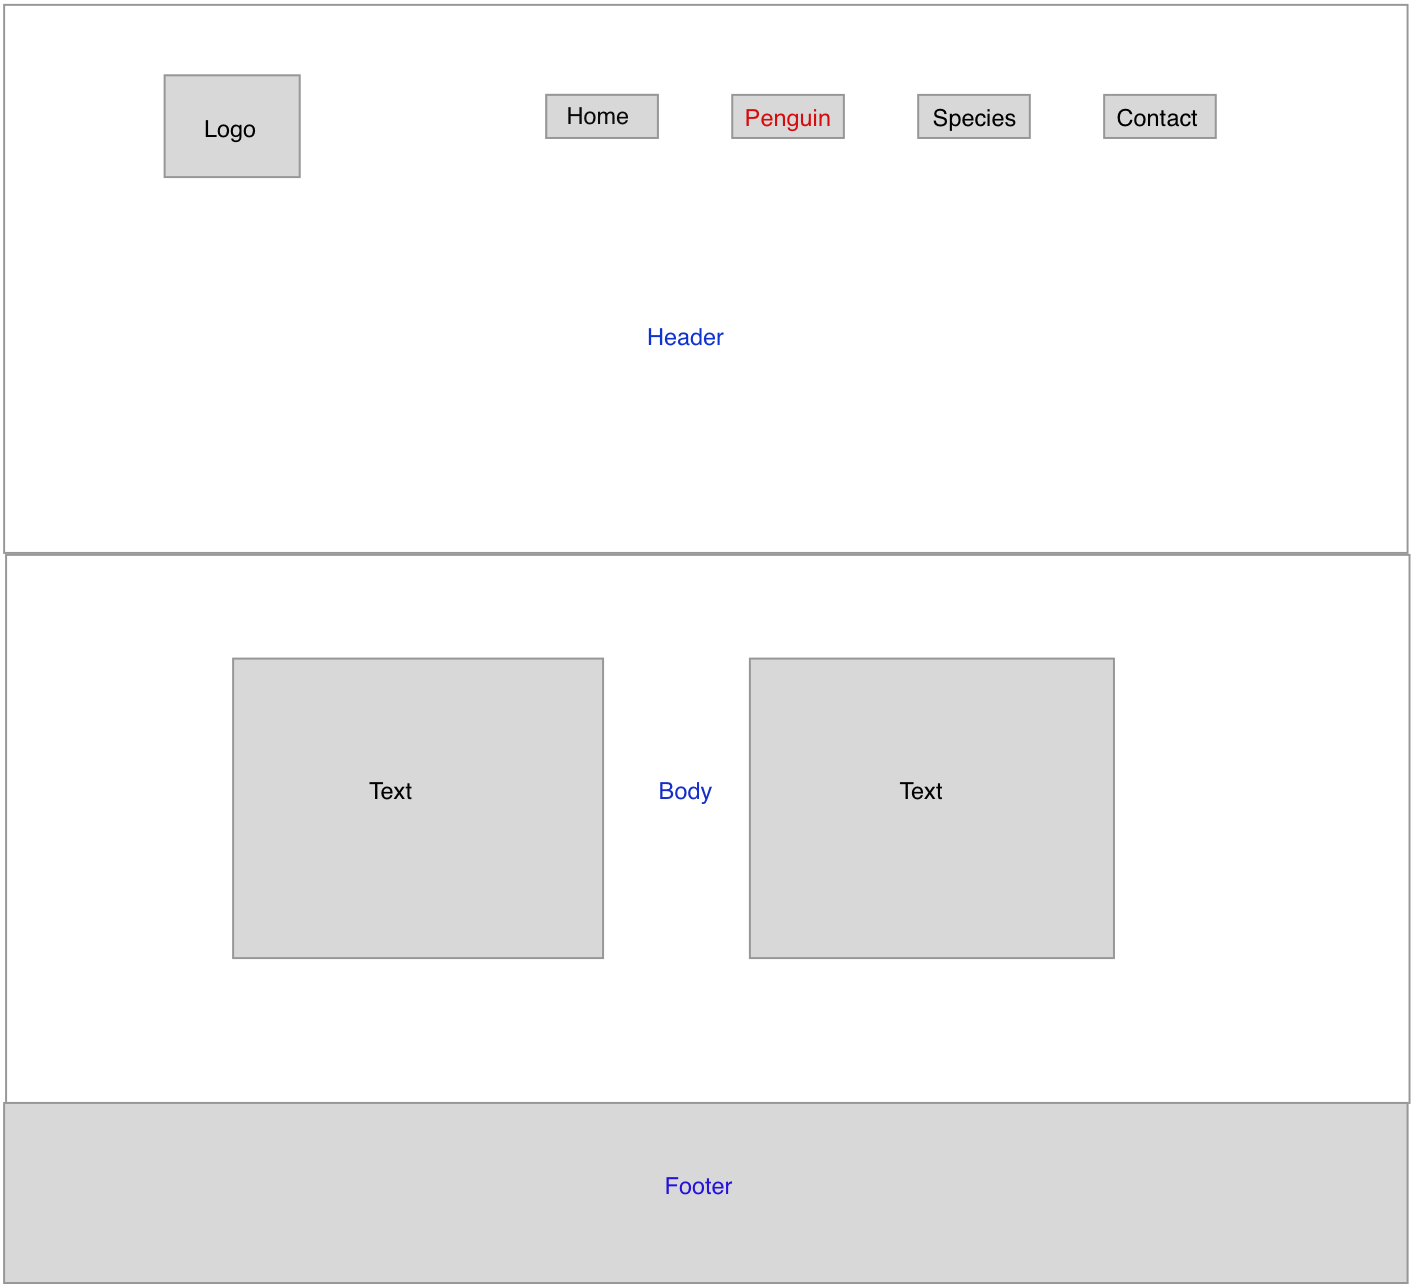 Logo
Home
Penguin
Species
Contact
Header
Text
Body
Text
Footer